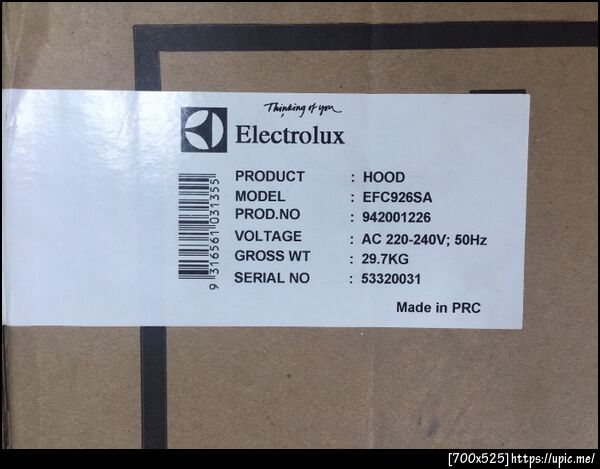 Thinking of you
Electrolux
PRODUCT : HOOD
MODEL : EFC926SA
PROD.NO : 942001226
VOLTAGE : AC 220-240V; 50Hz
GROSS WT : 29.7KG
SERIAL NO : 53320031
9 316561 031355
Made in PRC
[700x525]https://upic.me/